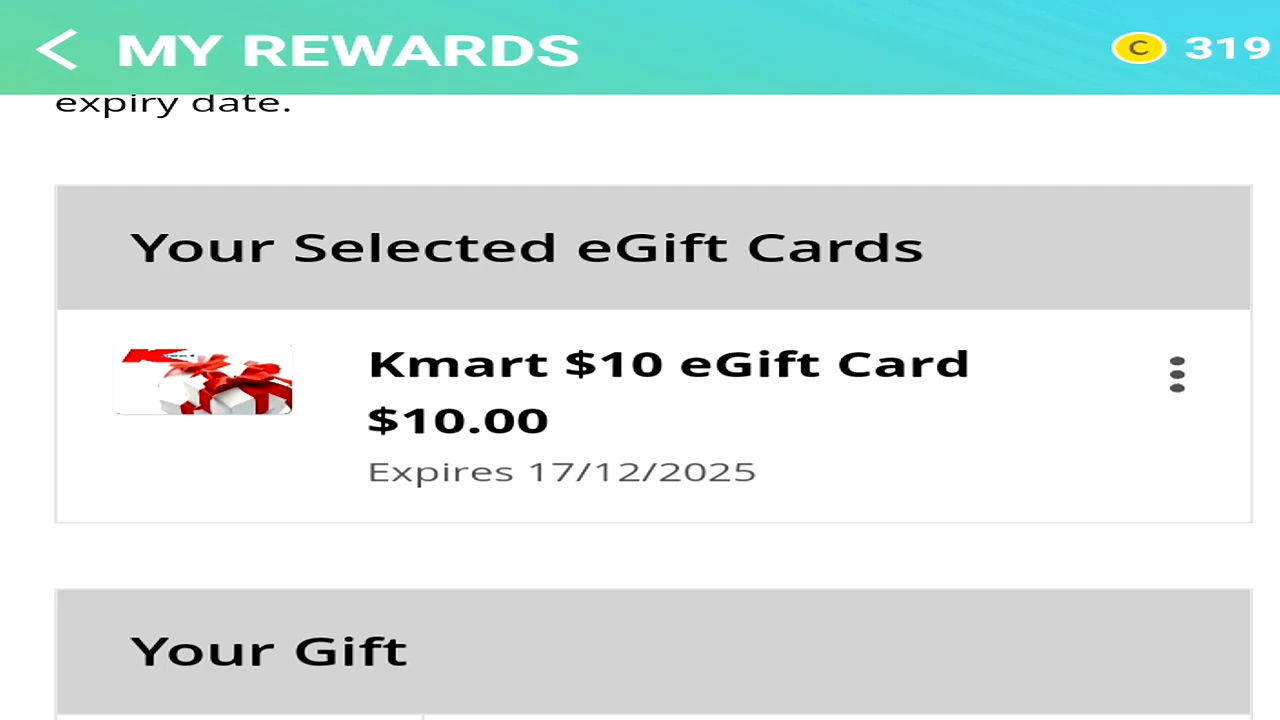 MY REWARDS
C 319
expiry date.
Your Selected eGift Cards
Kmart $10 eGift Card
$10.00
Expires 17/12/2025
Your Gift